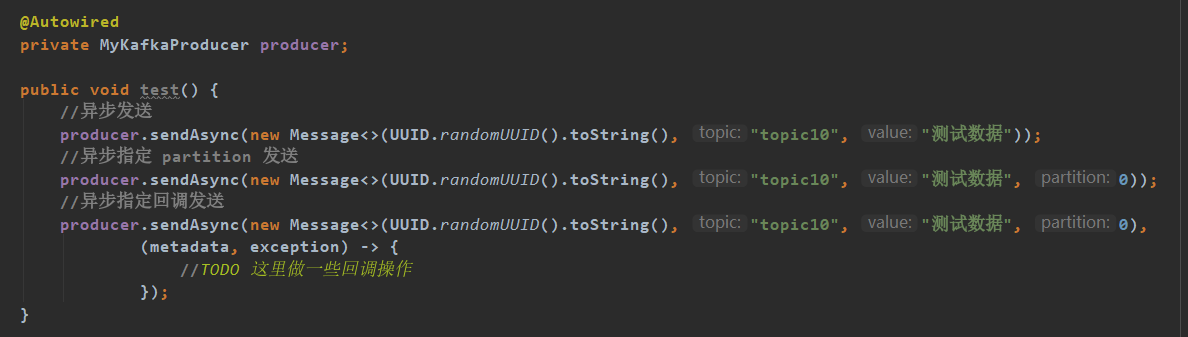 @Autowired
private MyKafkaProducer producer;
public void test() {
//异步发送
producer.sendAsync(new Message<>(UUID.randomUUID().toString(), topic: "topic10", value: "测试数据"));
//异步指定 partition 发送
producer.sendAsync(new Message<>(UUID.randomUUID().toString(), topic: "topic10", value: "测试数据", partition: 0));
//异步指定回调发送
producer.sendAsync(new Message<>(UUID.randomUUID().toString(), topic: "topic10", value: "测试数据", partition: 0),
(metadata, exception) -> {
//TODO 这里做一些回调操作
});
}